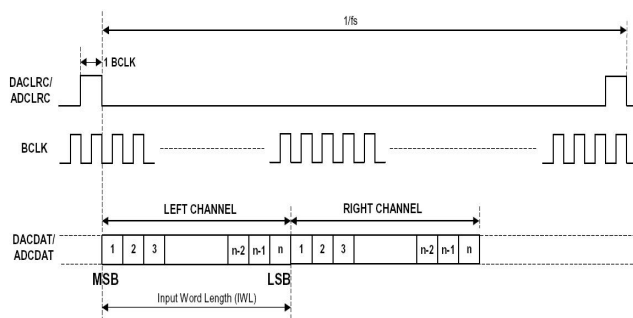 1/fs
1 BCLK
DACLRC/
ADCLRC
BCLK
LEFT CHANNEL
RIGHT CHANNEL
DACDAT/
ADCDAT
1 2 3 n-2 n-1 n 1 2 3 n-2 n-1 n
MSB LSB
Input Word Length (IWL)